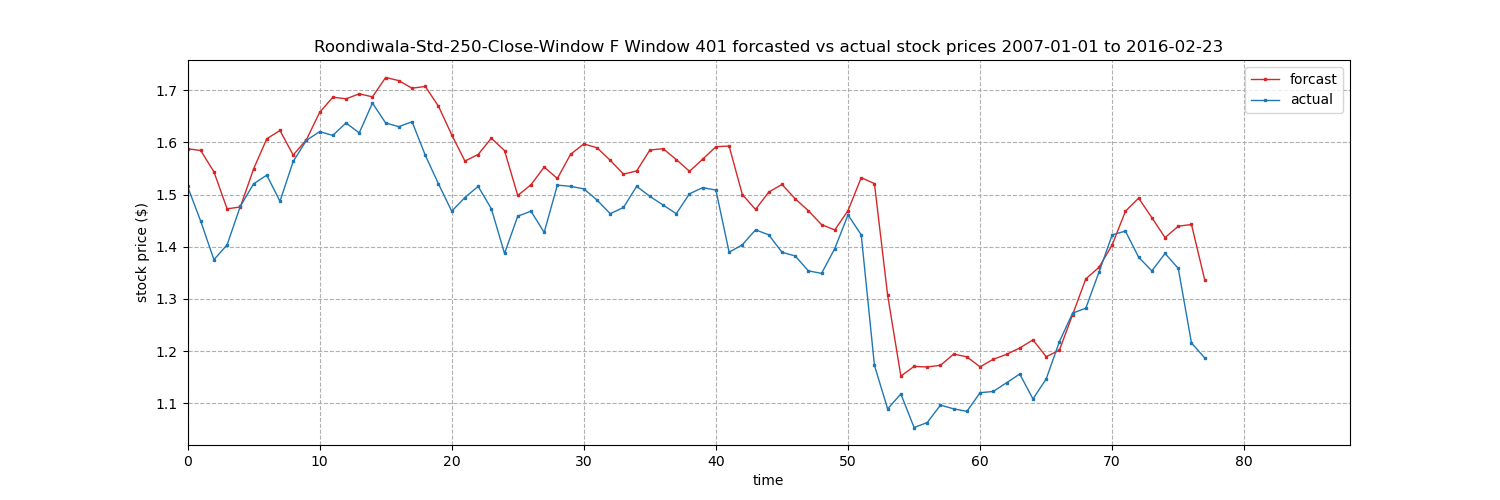 Roondiwala-Std-250-Close-Window F Window 401 forcasted vs actual stock prices 2007-01-01 to 2016-02-23
forcast
actual
1.7
1.6
1.5
1.4
1.3
1.2
1.1
stock price ($)
0 10 20 30 40 50 60 70 80
time